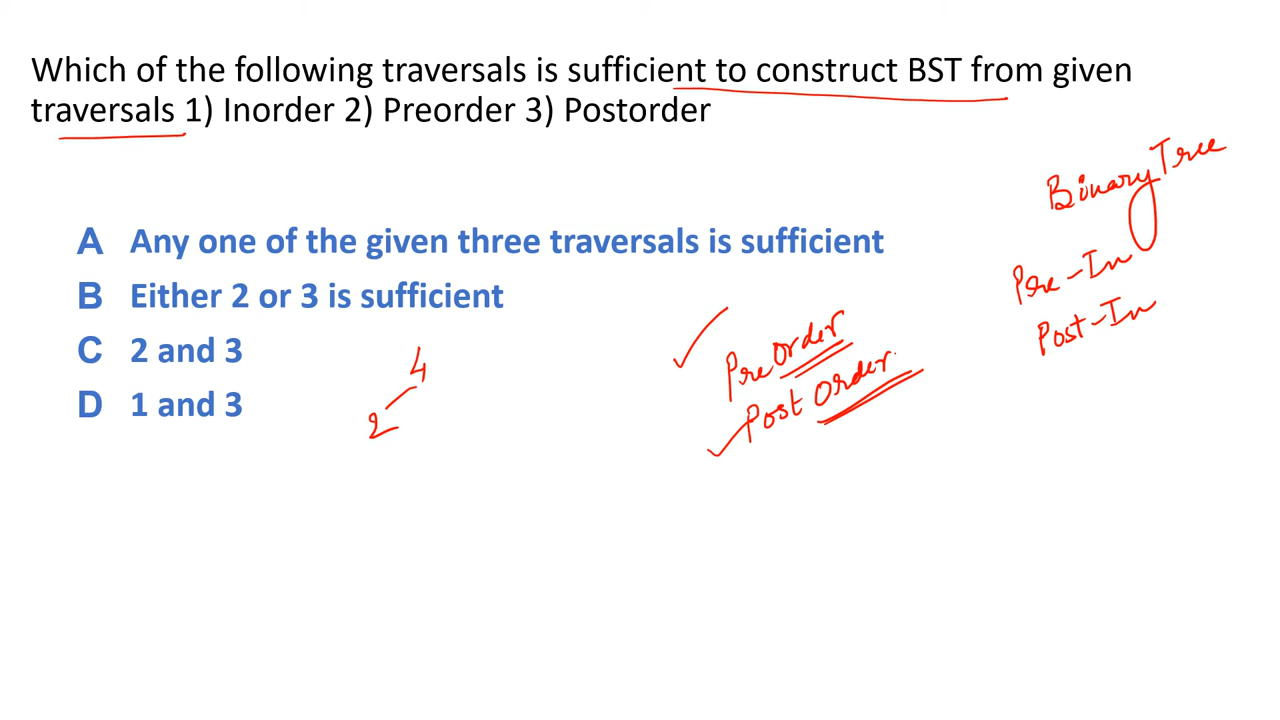 Which of the following traversals is sufficient to construct BST from given
traversals 1) Inorder 2) Preorder 3) Postorder
A Any one of the given three traversals is sufficient
B Either 2 or 3 is sufficient
C 2 and 3
D 1 and 3
4
2
PreOrder
Post Order
Binary Tree
Pre-In
Post-In